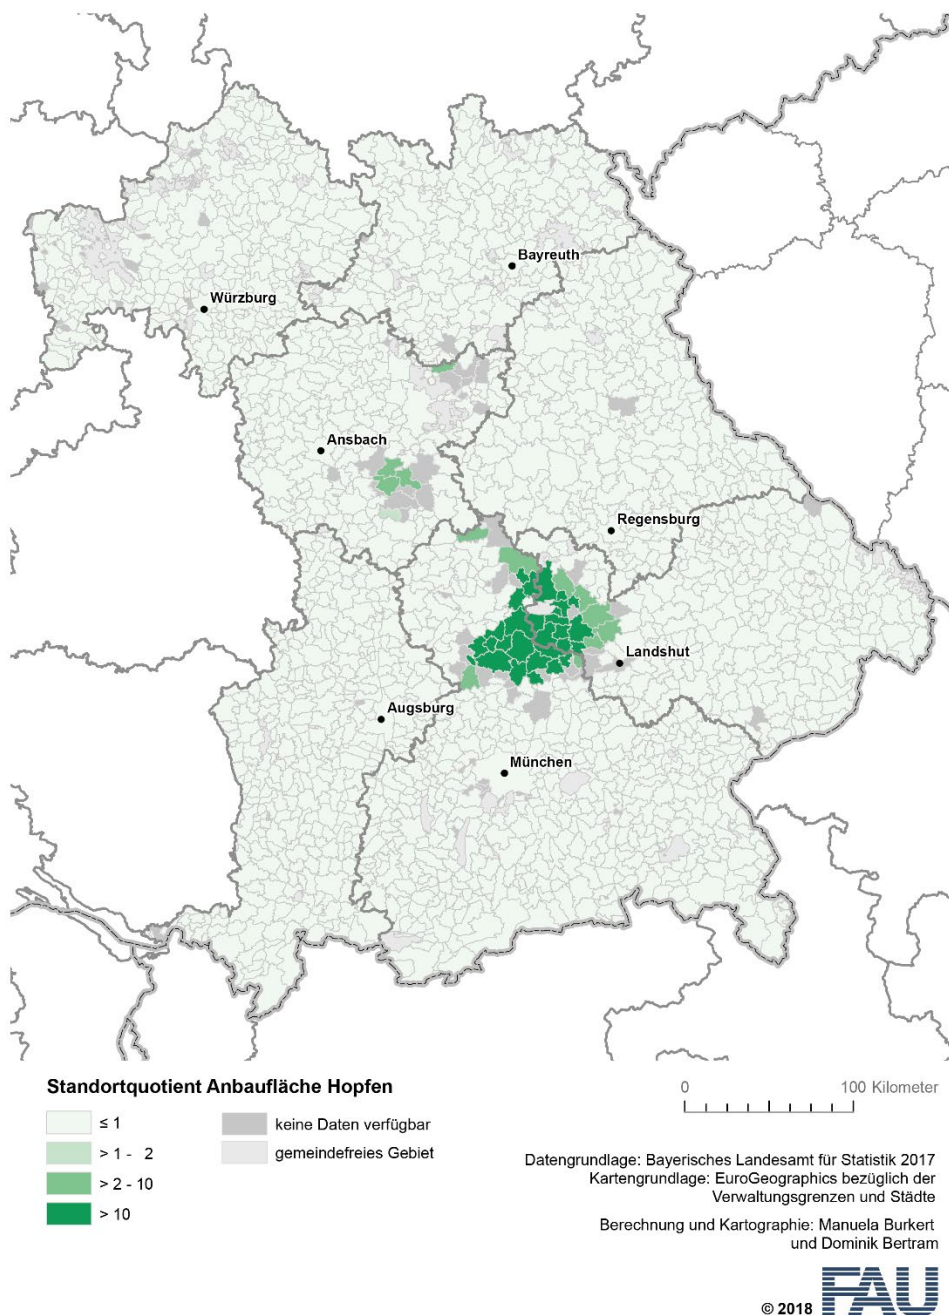 Bayreuth
Würzburg
Ansbach
Regensburg
Landshut
Augsburg
München
Standortquotient Anbaufläche Hopfen
≤ 1
> 1 - 2
> 2 - 10
> 10
keine Daten verfügbar
gemeindefreies Gebiet
0 100 Kilometer
Datengrundlage: Bayerisches Landesamt für Statistik 2017
Kartengrundlage: EuroGeographics bezüglich der
Verwaltungsgrenzen und Städte
Berechnung und Kartographie: Manuela Burkert
und Dominik Bertram
© 2018 FAU